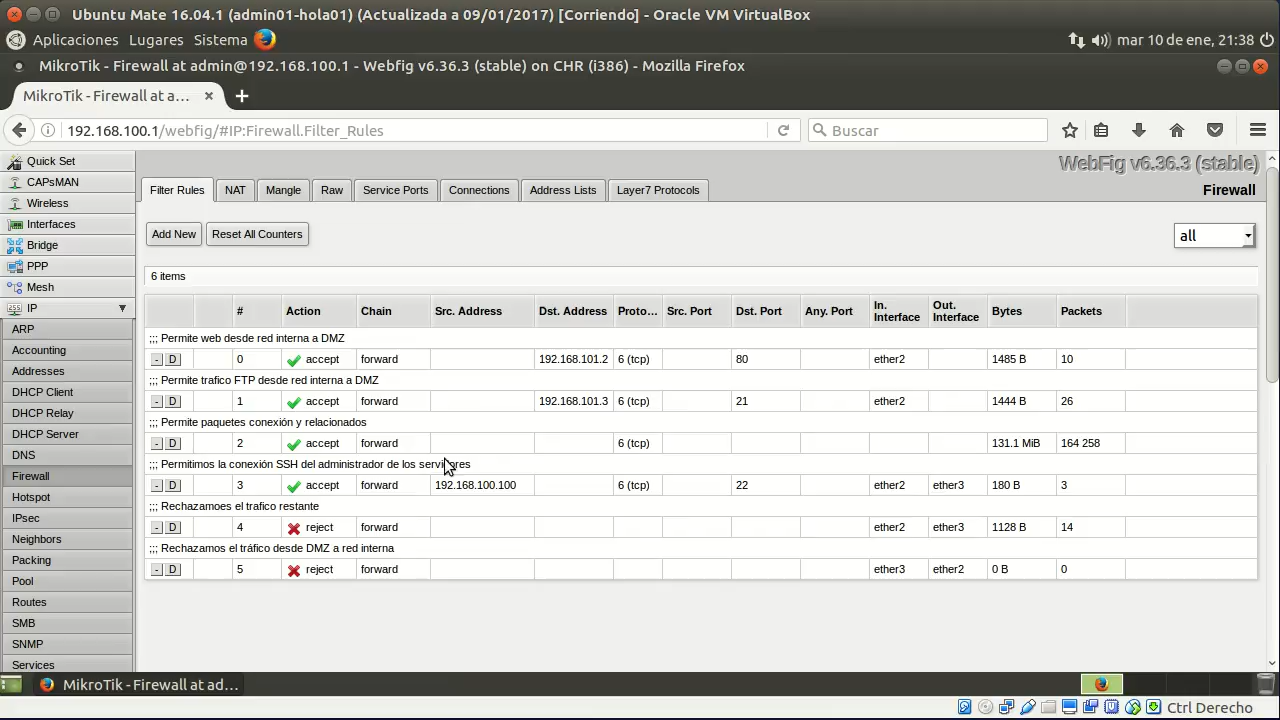 Ubuntu Mate 16.04.1 (admin01-hola01) (Actualizada a 09/01/2017) [Corriendo] - Oracle VM VirtualBox
Aplicaciones Lugares Sistema mar 10 de ene, 21:38
MikroTik - Firewall at admin@192.168.100.1 - Webfig v6.36.3 (stable) on CHR (i386) - Mozilla Firefox
MikroTik - Firewall at a...
192.168.100.1/webfig/#IP:Firewall.Filter_Rules Buscar
WebFig v6.36.3 (stable)
Quick Set
CAPsMAN
Wireless
Interfaces
Bridge
PPP
Mesh
IP
ARP
Accounting
Addresses
DHCP Client
DHCP Relay
DHCP Server
DNS
Firewall
Hotspot
IPsec
Neighbors
Packing
Pool
Routes
SMB
SNMP
Services
Filter Rules NAT Mangle Raw Service Ports Connections Address Lists Layer7 Protocols Firewall
Add New Reset All Counters all
6 items
# Action Chain Src. Address Dst. Address Proto... Src. Port Dst. Port Any. Port In. Interface Out. Interface Bytes Packets
;;; Permite web desde red interna a DMZ
- D 0 accept forward 192.168.101.2 6 (tcp) 80 ether2 1485 B 10
;;; Permite trafico FTP desde red interna a DMZ
- D 1 accept forward 192.168.101.3 6 (tcp) 21 ether2 1444 B 26
;;; Permite paquetes conexión y relacionados
- D 2 accept forward 6 (tcp) 131.1 MiB 164 258
;;; Permitimos la conexión SSH del administrador de los servidores
- D 3 accept forward 192.168.100.100 6 (tcp) 22 ether2 ether3 180 B 3
;;; Rechazamoes el trafico restante
- D 4 reject forward ether2 ether3 1128 B 14
;;; Rechazamos el tráfico desde DMZ a red interna
- D 5 reject forward ether3 ether2 0 B 0
MikroTik - Firewall at ad...
Ctrl Derecho